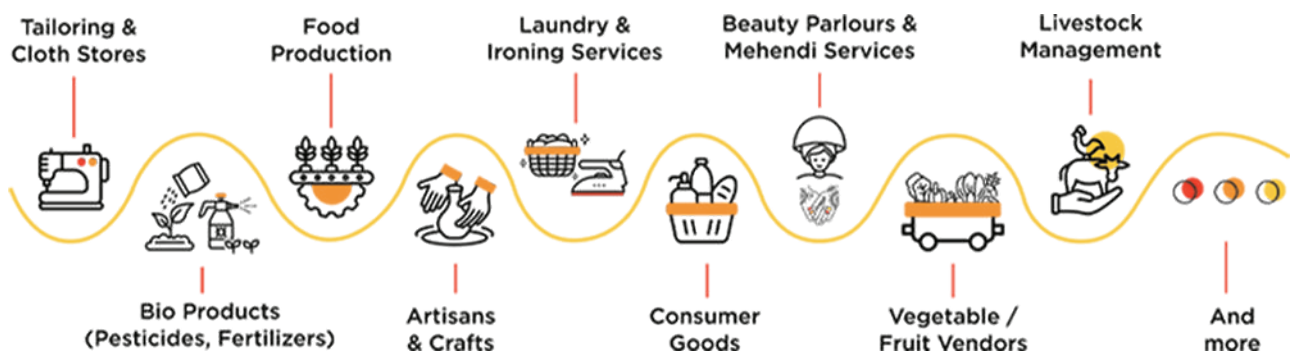 Tailoring &
Cloth Stores
Food
Production
Laundry &
Ironing Services
Beauty Parlours &
Mehendi Services
Livestock
Management
Bio Products
(Pesticides, Fertilizers)
Artisans
& Crafts
Consumer
Goods
Vegetable /
Fruit Vendors
And
more